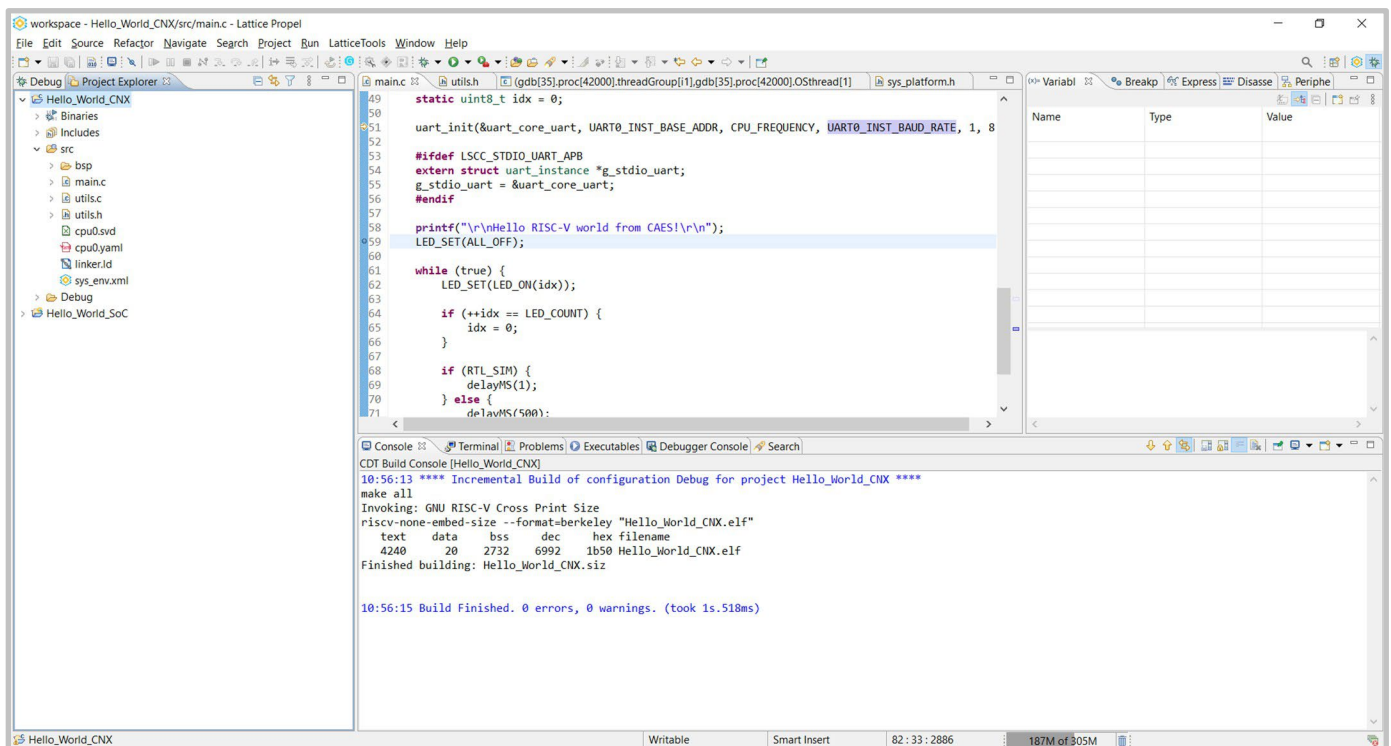 workspace - Hello_World_CNX/src/main.c - Lattice Propel
File Edit Source Refactor Navigate Search Project Run LatticeTools Window Help
Debug Project Explorer
Hello_World_CNX
Binaries
Includes
src
bsp
main.c
utils.c
utils.h
cpu0.svd
cpu0.yaml
linker.ld
sys_env.xml
Debug
Hello_World_SoC
main.c utils.h (gdb[35].proc[42000].threadGroup[i1],gdb[35].proc[42000].OSthread[1] sys_platform.h
49 static uint8_t idx = 0;
50
51 uart_init(&uart_core_uart, UART0_INST_BASE_ADDR, CPU_FREQUENCY, UART0_INST_BAUD_RATE, 1, 8
52
53 #ifdef LSCC_STDIO_UART_APB
54 extern struct uart_instance *g_stdio_uart;
55 g_stdio_uart = &uart_core_uart;
56 #endif
57
58 printf("\r\nHello RISC-V world from CAES!\r\n");
59 LED_SET(ALL_OFF);
60
61 while (true) {
62 LED_SET(LED_ON(idx));
63
64 if (++idx == LED_COUNT) {
65 idx = 0;
66 }
67
68 if (RTL_SIM) {
69 delayMS(1);
70 } else {
71 delayMS(500);
(x)= Variabl Breakp Express Disasse Periphe
Name Type Value
Console Terminal Problems Executables Debugger Console Search
CDT Build Console [Hello_World_CNX]
10:56:13 **** Incremental Build of configuration Debug for project Hello_World_CNX ****
make all
Invoking: GNU RISC-V Cross Print Size
riscv-none-embed-size --format=berkeley "Hello_World_CNX.elf"
text data bss dec hex filename
4240 20 2732 6992 1b50 Hello_World_CNX.elf
Finished building: Hello_World_CNX.siz
10:56:15 Build Finished. 0 errors, 0 warnings. (took 1s.518ms)
Hello_World_CNX Writable Smart Insert 82 : 33 : 2886 187M of 305M